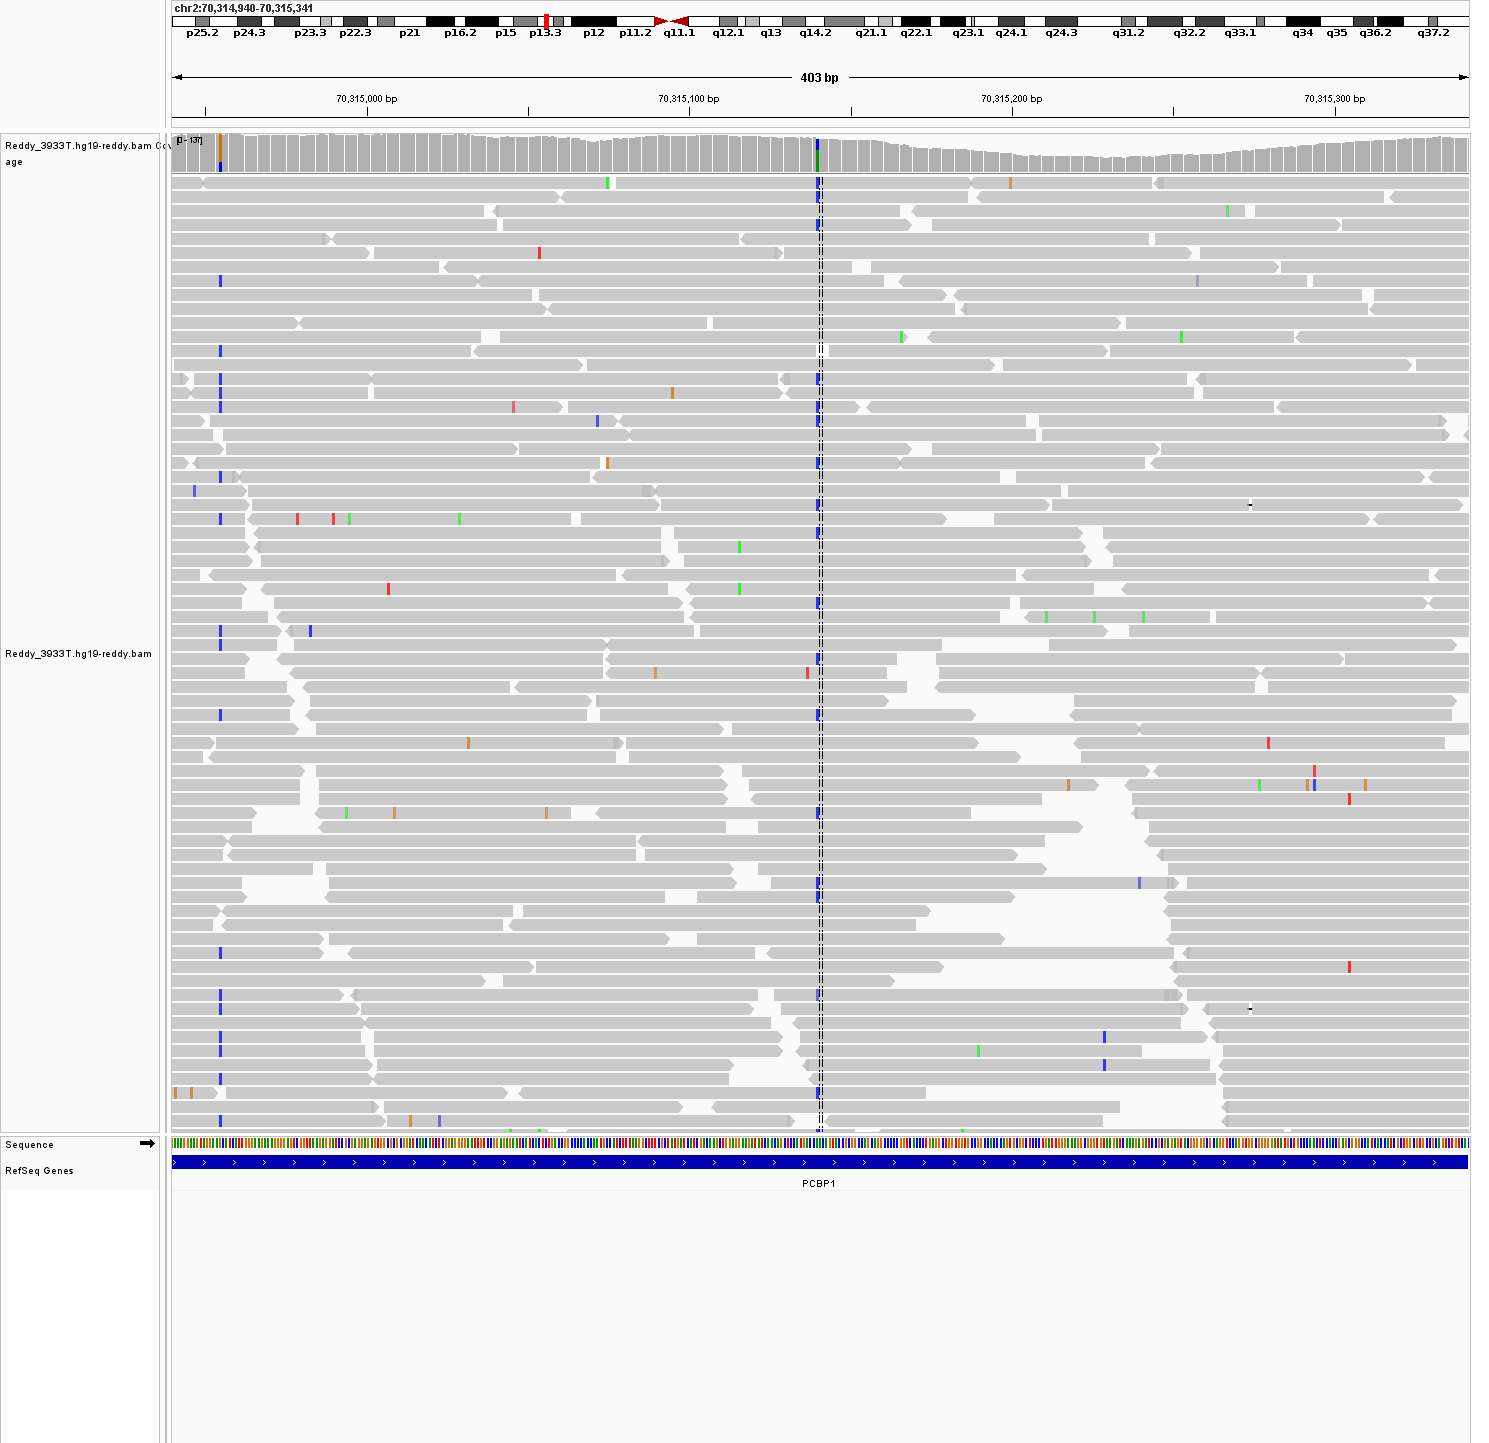 chr2:70,314,940-70,315,341
p25.2 p24.3 p23.3 p22.3 p21 p16.2 p15 p13.3 p12 p11.2 q11.1 q12.1 q13 q14.2 q21.1 q22.1 q23.1 q24.1 q24.3 q31.2 q32.2 q33.1 q34 q35 q36.2 q37.2
403 bp
70,315,000 bp 70,315,100 bp 70,315,200 bp 70,315,300 bp
[0 - 137]
Reddy_3933T.hg19-reddy.bam Cov
age
Reddy_3933T.hg19-reddy.bam
Sequence
RefSeq Genes
PCBP1